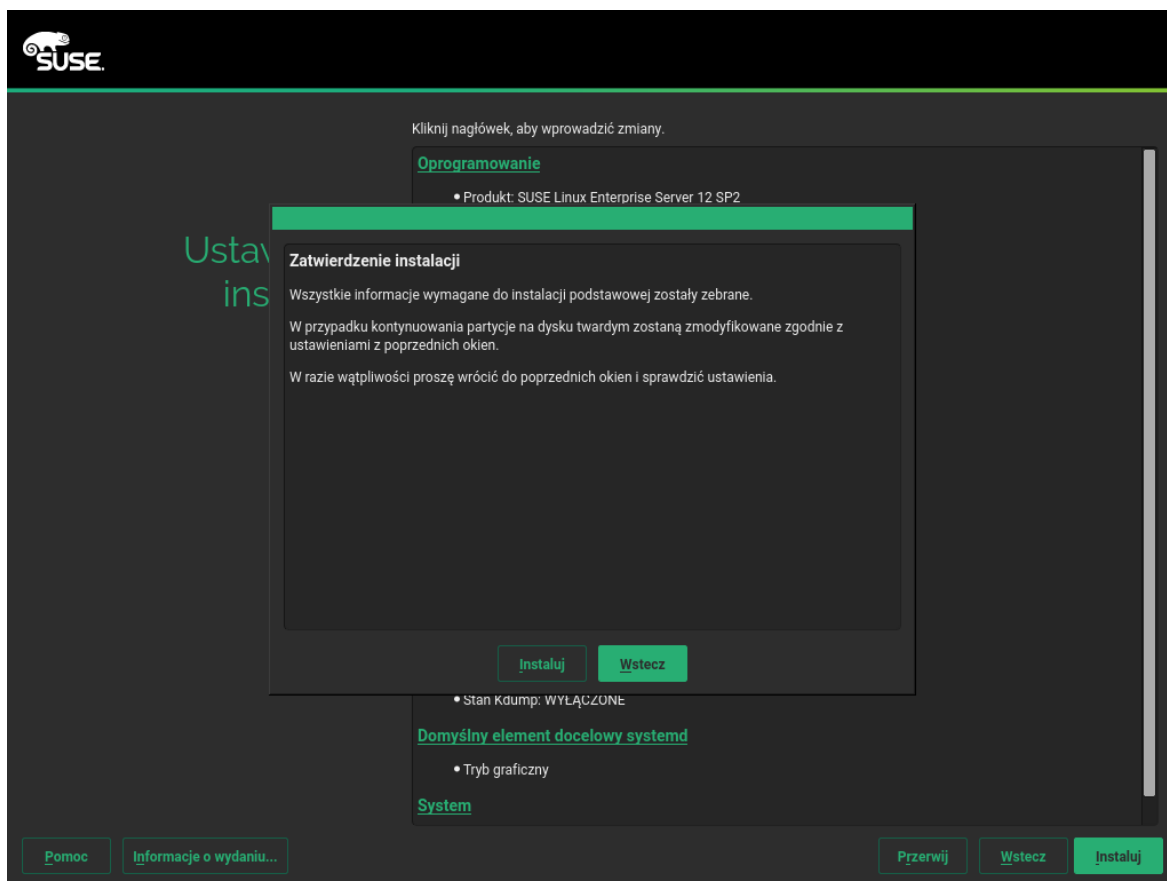 SUSE.
Kliknij nagłówek, aby wprowadzić zmiany.
Oprogramowanie
• Produkt: SUSE Linux Enterprise Server 12 SP2
Zatwierdzenie instalacji
Wszystkie informacje wymagane do instalacji podstawowej zostały zebrane.
W przypadku kontynuowania partycje na dysku twardym zostaną zmodyfikowane zgodnie z
ustawieniami z poprzednich okien.
W razie wątpliwości proszę wrócić do poprzednich okien i sprawdzić ustawienia.
Instaluj
Wstecz
• Stan Kdump: WYŁĄCZONE
Domyślny element docelowy systemd
• Tryb graficzny
System
Pomoc
Informacje o wydaniu...
Przerwij
Wstecz
Instaluj